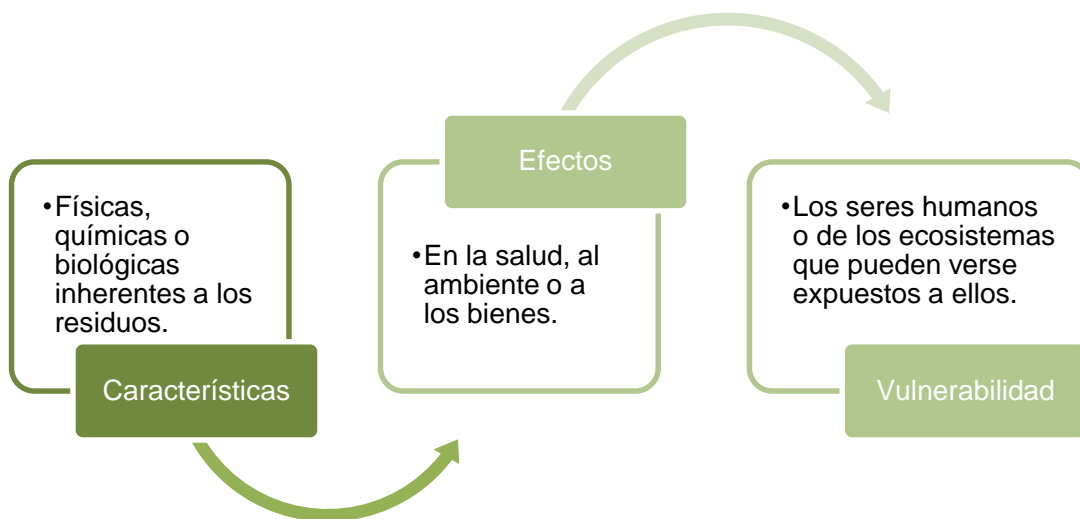 •Físicas,
químicas o
biológicas
inherentes a los
residuos.
Características
Efectos
•En la salud, al
ambiente o a
los bienes.
•Los seres humanos
o de los ecosistemas
que pueden verse
expuestos a ellos.
Vulnerabilidad